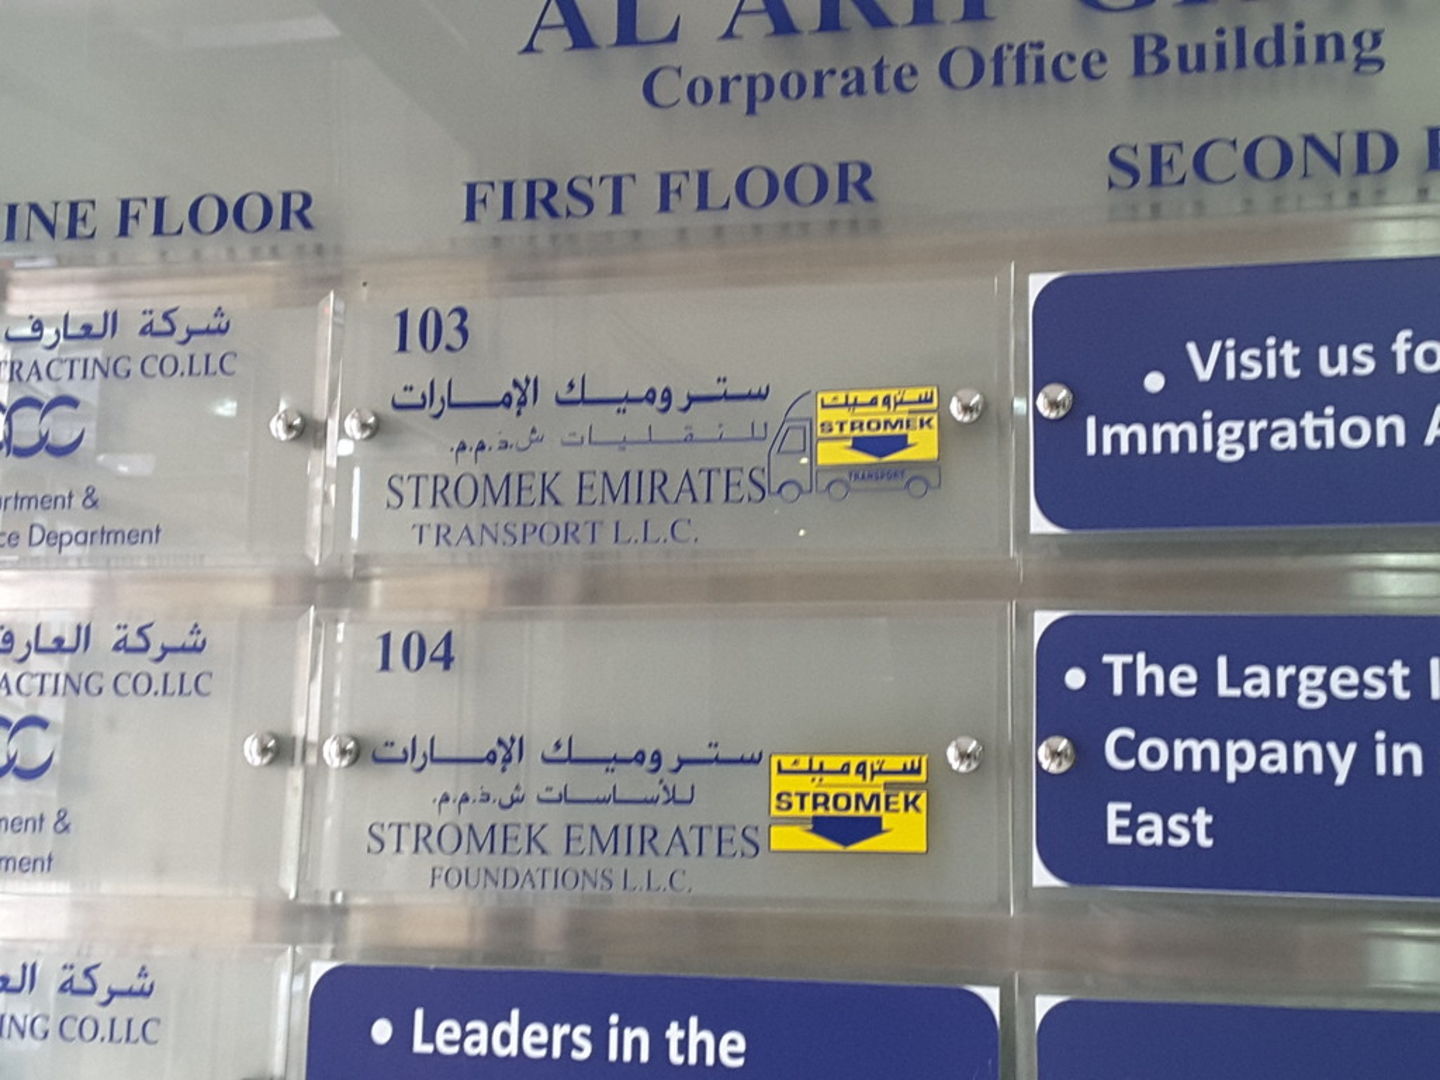 AL
Corporate Office Building
INE FLOOR
FIRST FLOOR
SECOND
شركة العارف
TRACTING CO.LLC
rtment &
ce Department
103
ستروميك الإمارات
للنقليات ش.ذ.م.م.
STROMEK EMIRATES
TRANSPORT L.L.C.
ستروميك
STROMEK
TRANSPORT
• Visit us fo
Immigration A
شركة العارف
ACTING CO.LLC
ment &
ment
104
ستروميك الإمارات
للأساسات ش.ذ.م.م.
STROMEK EMIRATES
FOUNDATIONS L.L.C.
ستروميك
STROMEK
• The Largest I
Company in
East
شركة الع
ING CO.LLC
• Leaders in the